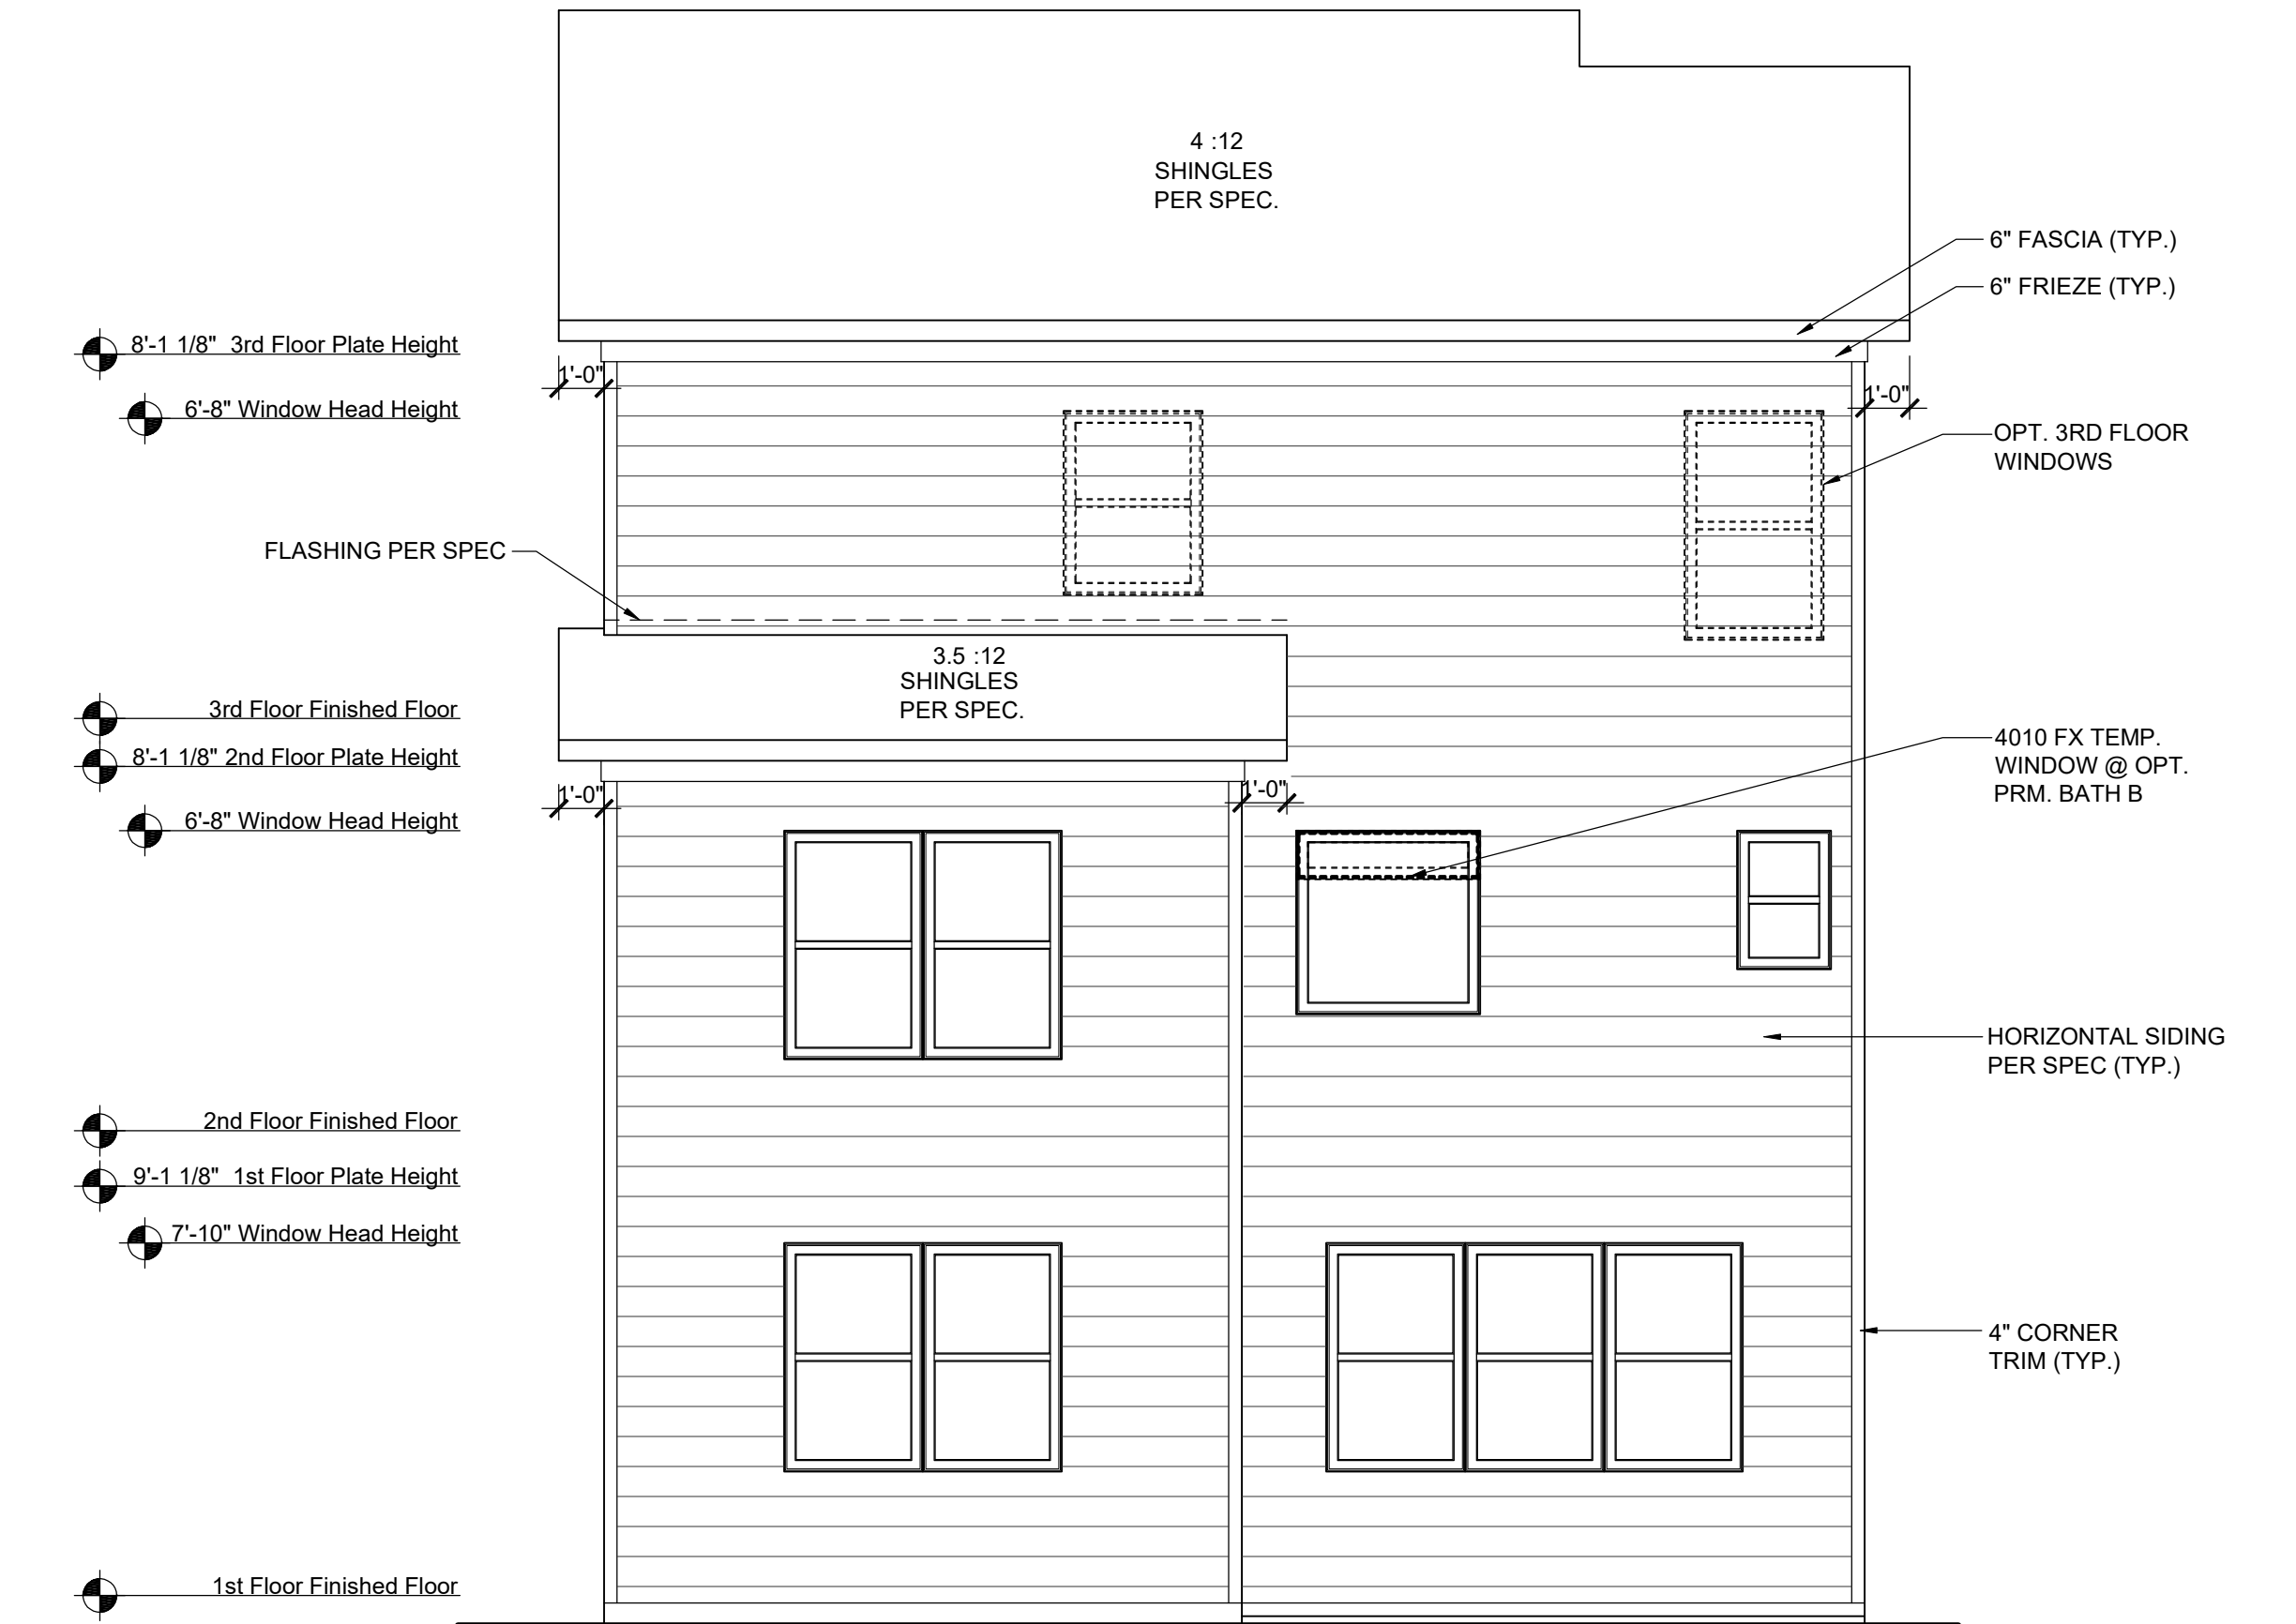 4 :12
SHINGLES
PER SPEC.
6" FASCIA (TYP.)
6" FRIEZE (TYP.)
8'-1 1/8"  3rd Floor Plate Height
1'-0"
1'-0"
6'-8" Window Head Height
OPT. 3RD FLOOR
WINDOWS
FLASHING PER SPEC
3.5 :12
SHINGLES
PER SPEC.
3rd Floor Finished Floor
8'-1 1/8" 2nd Floor Plate Height
4010 FX TEMP.
WINDOW @ OPT.
PRM. BATH B
1'-0"
1'-0"
6'-8" Window Head Height
HORIZONTAL SIDING
PER SPEC (TYP.)
2nd Floor Finished Floor
9'-1 1/8"  1st Floor Plate Height
7'-10" Window Head Height
4" CORNER
TRIM (TYP.)
1st Floor Finished Floor